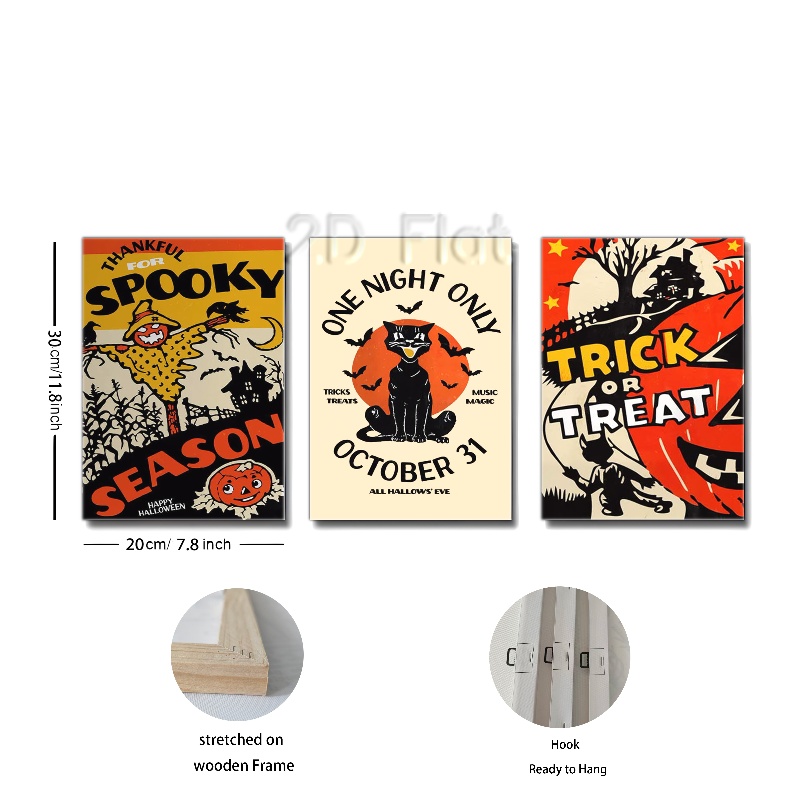 2.D Flat.
THANKFUL
FOR
SPOOKY
SEASON
HAPPY
HALLOWEEN
ONE NIGHT ONLY
TRICKS
TREATS
MUSIC
MAGIC
OCTOBER 31
ALL HALLOWS' EVE
TRICK
OR
TREAT
30cm/11.8inch
20cm/ 7.8 inch
stretched on
wooden Frame
Hook
Ready to Hang